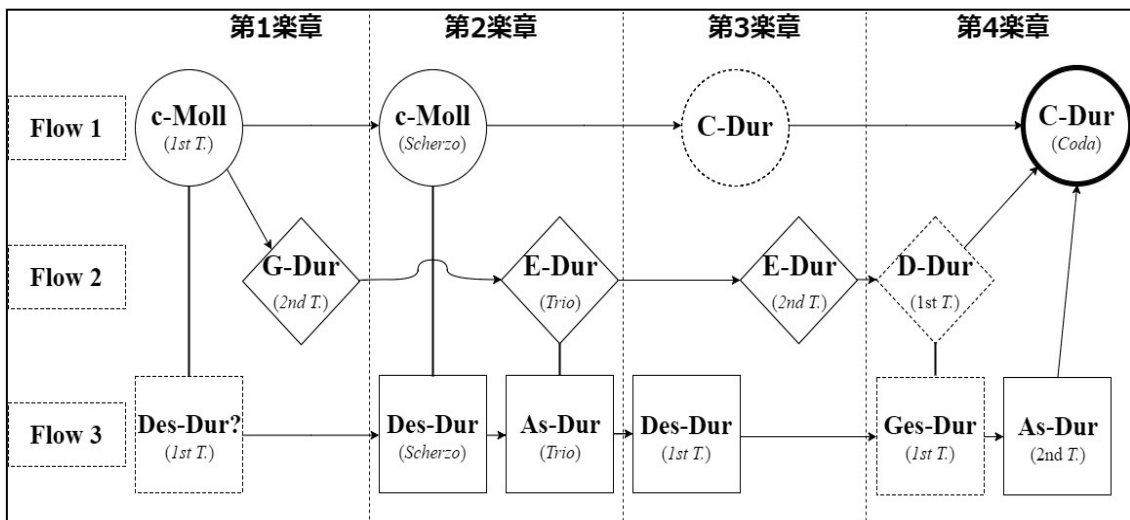 第1楽章
第2楽章
第3楽章
第4楽章
Flow 1
c-Moll
(1st T.)
c-Moll
(Scherzo)
C-Dur
C-Dur
(Coda)
Flow 2
G-Dur
(2nd T.)
E-Dur
(Trio)
E-Dur
(2nd T.)
D-Dur
(1st T.)
Flow 3
Des-Dur?
(1st T.)
Des-Dur
(Scherzo)
As-Dur
(Trio)
Des-Dur
(1st T.)
Ges-Dur
(1st T.)
As-Dur
(2nd T.)